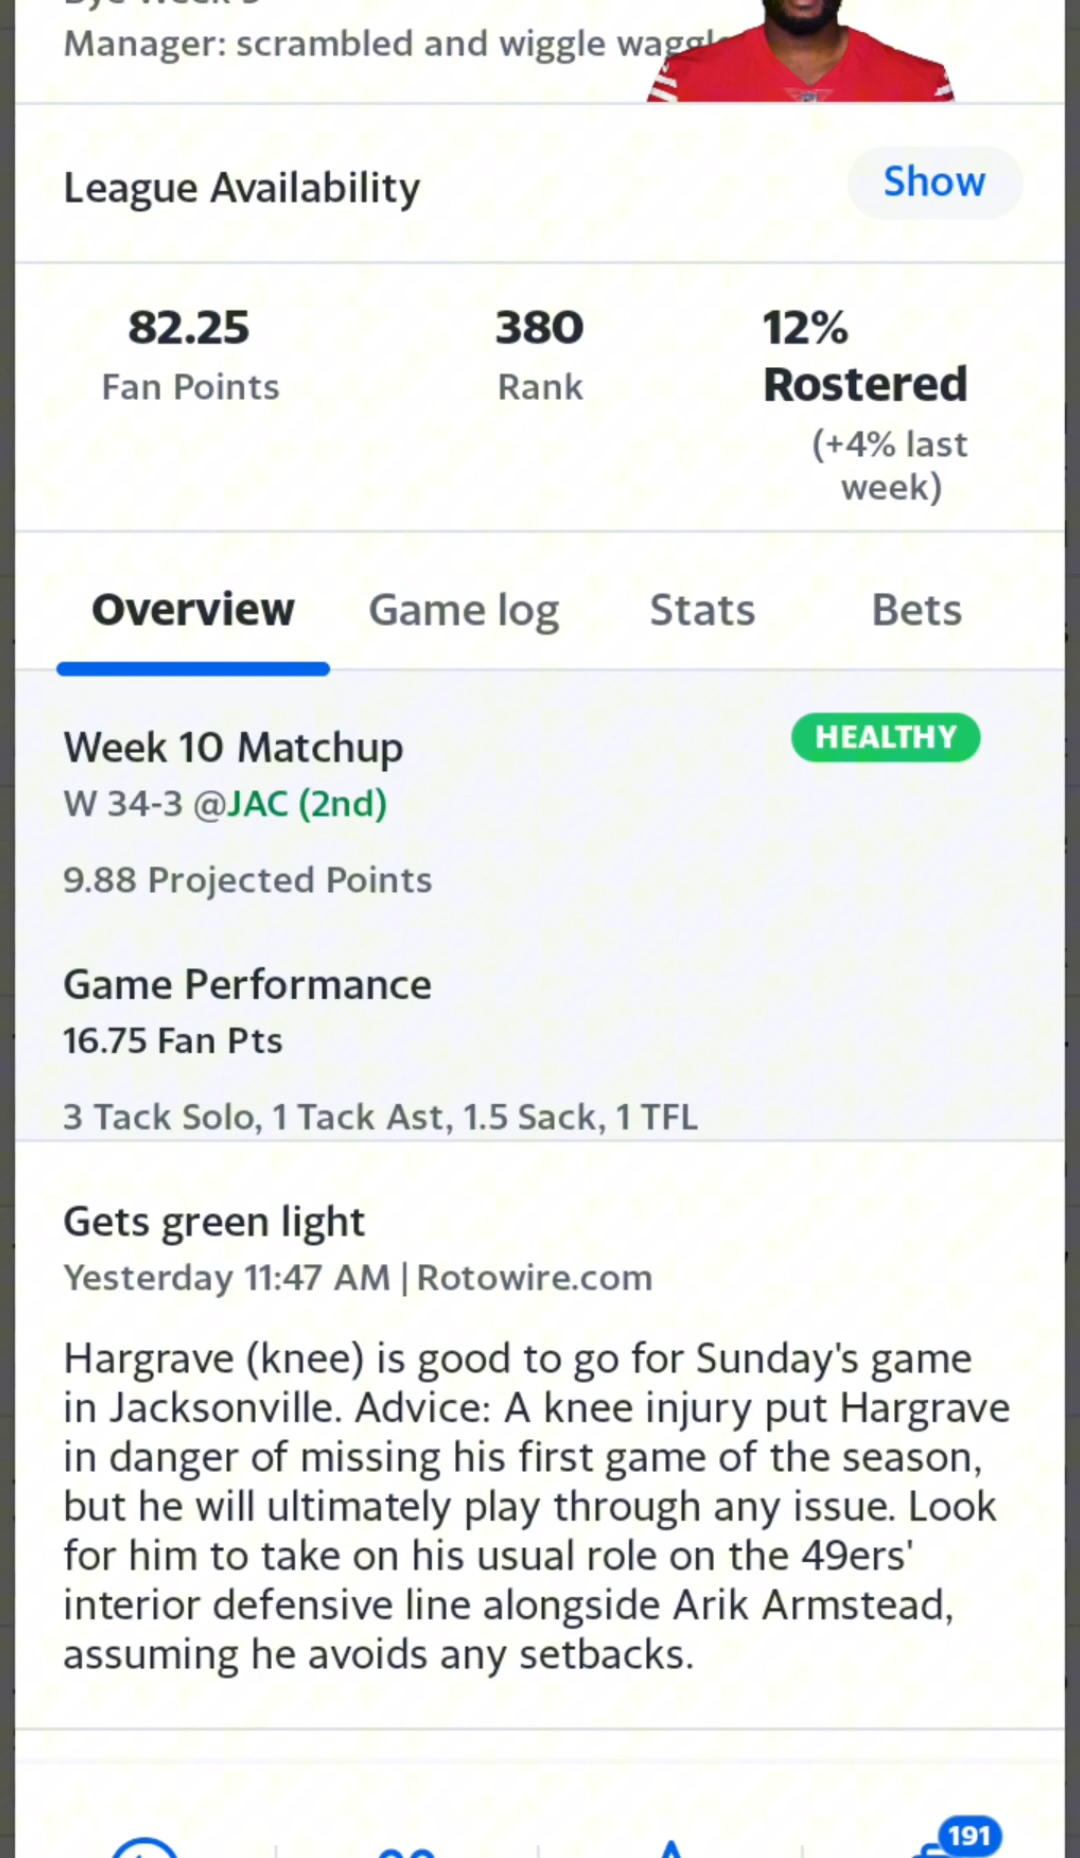 Bye Week 9
Manager: scrambled and wiggle waggle
League Availability
Show
82.25
Fan Points
380
Rank
12%
Rostered
(+4% last
week)
Overview
Game log
Stats
Bets
Week 10 Matchup
HEALTHY
W 34-3 @JAC (2nd)
9.88 Projected Points
Game Performance
16.75 Fan Pts
3 Tack Solo, 1 Tack Ast, 1.5 Sack, 1 TFL
Gets green light
Yesterday 11:47 AM | Rotowire.com
Hargrave (knee) is good to go for Sunday's game
in Jacksonville. Advice: A knee injury put Hargrave
in danger of missing his first game of the season,
but he will ultimately play through any issue. Look
for him to take on his usual role on the 49ers'
interior defensive line alongside Arik Armstead,
assuming he avoids any setbacks.
191